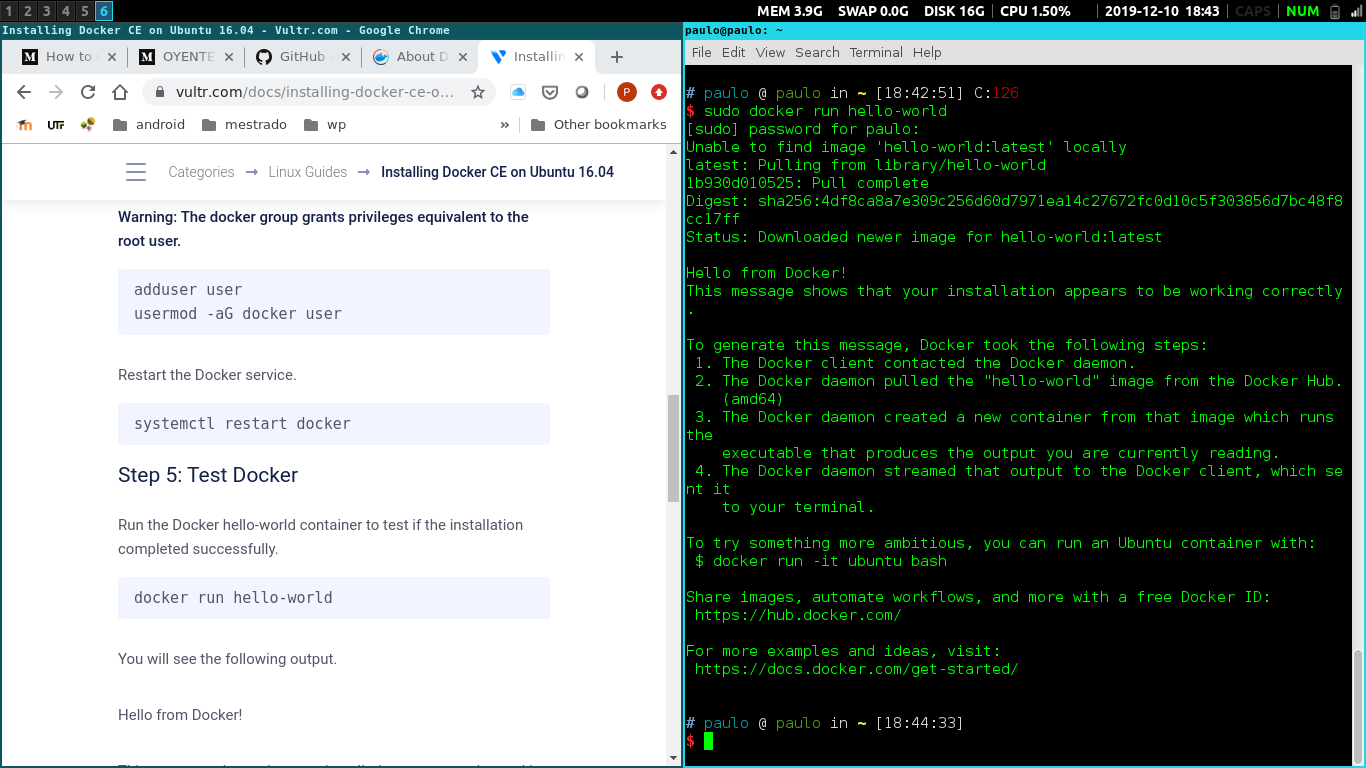 1 2 3 4 5 6
MEM 3.9G SWAP 0.0G DISK 16G CPU 1.50% 2019-12-10 18:43 CAPS NUM
Installing Docker CE on Ubuntu 16.04 - Vultr.com - Google Chrome
How to
OYENTE
GitHub
About D
Installin
vultr.com/docs/installing-docker-ce-o...
P
UTF
android
mestrado
wp
»
Other bookmarks
Categories → Linux Guides → Installing Docker CE on Ubuntu 16.04
Warning: The docker group grants privileges equivalent to the
root user.
adduser user
usermod -aG docker user
Restart the Docker service.
systemctl restart docker
Step 5: Test Docker
Run the Docker hello-world container to test if the installation
completed successfully.
docker run hello-world
You will see the following output.
Hello from Docker!
paulo@paulo: ~
File Edit View Search Terminal Help
# paulo @ paulo in ~ [18:42:51] C:126
$ sudo docker run hello-world
[sudo] password for paulo:
Unable to find image 'hello-world:latest' locally
latest: Pulling from library/hello-world
1b930d010525: Pull complete
Digest: sha256:4df8ca8a7e309c256d60d7971ea14c27672fc0d10c5f303856d7bc48f8
cc17ff
Status: Downloaded newer image for hello-world:latest
Hello from Docker!
This message shows that your installation appears to be working correctly
.
To generate this message, Docker took the following steps:
1. The Docker client contacted the Docker daemon.
2. The Docker daemon pulled the "hello-world" image from the Docker Hub.
(amd64)
3. The Docker daemon created a new container from that image which runs
the
executable that produces the output you are currently reading.
4. The Docker daemon streamed that output to the Docker client, which se
nt it
to your terminal.
To try something more ambitious, you can run an Ubuntu container with:
$ docker run -it ubuntu bash
Share images, automate workflows, and more with a free Docker ID:
https://hub.docker.com/
For more examples and ideas, visit:
https://docs.docker.com/get-started/
# paulo @ paulo in ~ [18:44:33]
$